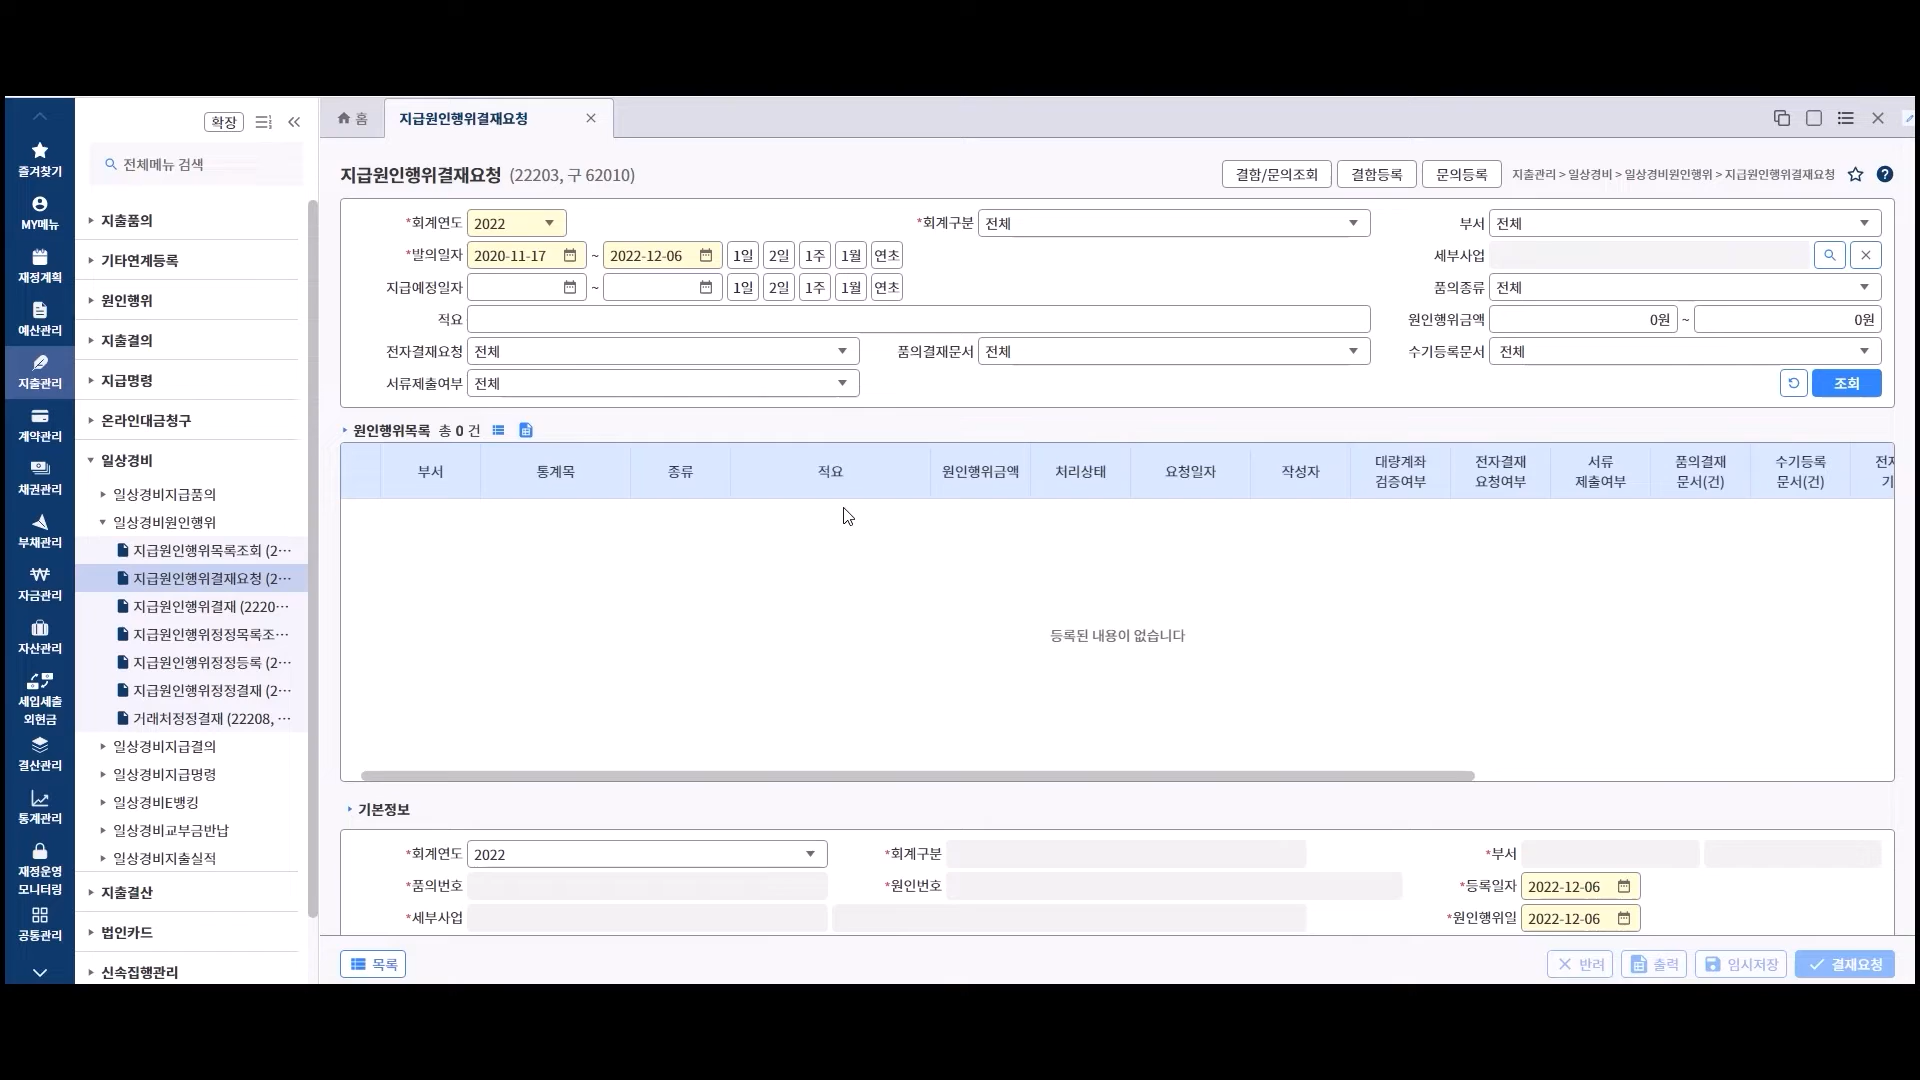 즐겨찾기
MY메뉴
재정계획
예산관리
지출관리
계약관리
채권관리
부채관리
자금관리
자산관리
세입세출
외현금
결산관리
통계관리
재정운영
모니터링
공통관리
확장
전체메뉴 검색
지출품의
기타연계등록
원인행위
지출결의
지급명령
온라인대금청구
일상경비
일상경비지급품의
일상경비원인행위
지급원인행위목록조회 (2···
지급원인행위결재요청 (2···
지급원인행위결재 (2220···
지급원인행위정정목록조···
지급원인행위정정등록 (2···
지급원인행위정정결재 (2···
거래처정정결재 (22208, ···
일상경비지급결의
일상경비지급명령
일상경비E뱅킹
일상경비교부금반납
일상경비지출실적
지출결산
법인카드
신속집행관리
홈 지급원인행위결재요청
지급원인행위결재요청 (22203, 구 62010) 결함/문의조회 결함등록 문의등록 지출관리 > 일상경비 > 일상경비원인행위 > 지급원인행위결재요청
*회계연도 2022 *회계구분 전체 부서 전체
*발의일자 2020-11-17 ~ 2022-12-06 1일 2일 1주 1월 연초 세부사업
지급예정일자 ~ 1일 2일 1주 1월 연초 품의종류 전체
적요 원인행위금액 0원 ~ 0원
전자결재요청 전체 품의결재문서 전체 수기등록문서 전체
서류제출여부 전체 조회
원인행위목록 총 0 건
부서 통계목 종류 적요 원인행위금액 처리상태 요청일자 작성자 대량계좌 전자결재 서류 품의결재 수기등록 전자
검증여부 요청여부 제출여부 문서(건) 문서(건) 기
등록된 내용이 없습니다
기본정보
*회계연도 2022 *회계구분 *부서
*품의번호 *원인번호 *등록일자 2022-12-06
*세부사업 *원인행위일 2022-12-06
목록 반려 출력 임시저장 결재요청